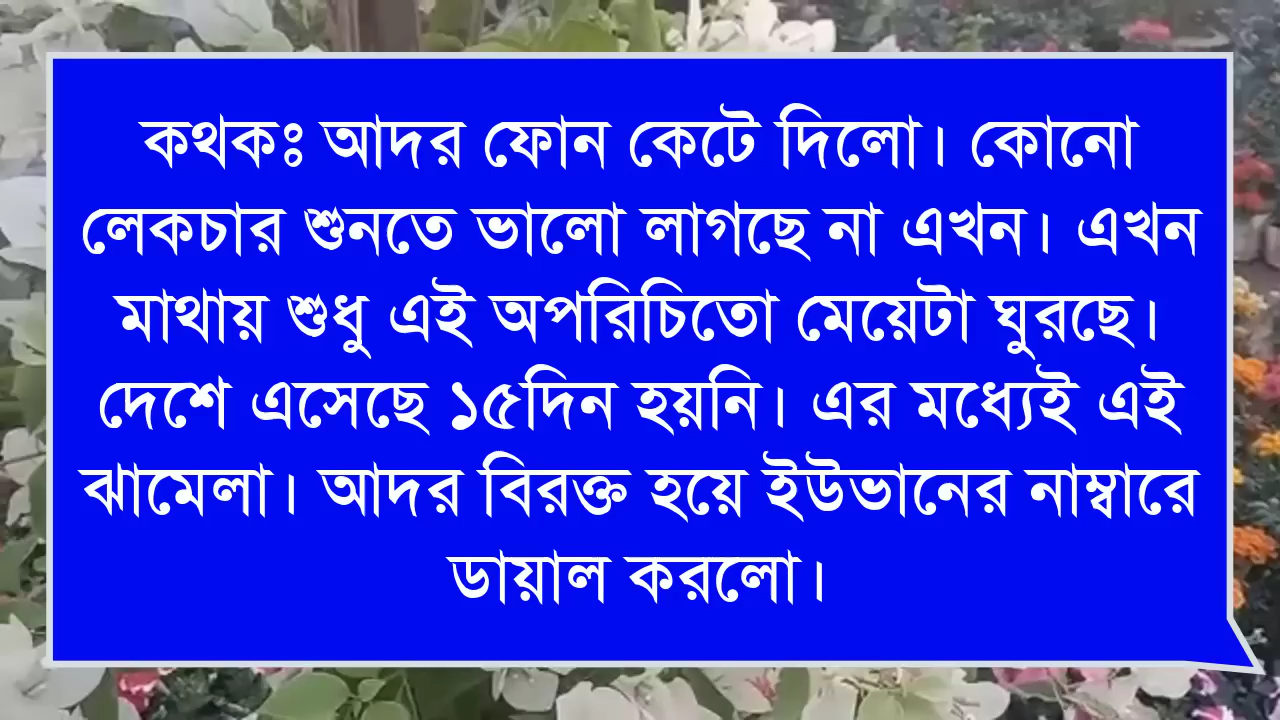 কথকঃ আদর ফোন কেটে দিলো। কোনো
লেকচার শুনতে ভালো লাগছে না এখন। এখন
মাথায় শুধু এই অপরিচিতো মেয়েটা ঘুরছে।
দেশে এসেছে ১৫দিন হয়নি। এর মধ্যেই এই
ঝামেলা। আদর বিরক্ত হয়ে ইউভানের নাম্বারে
ডায়াল করলো।